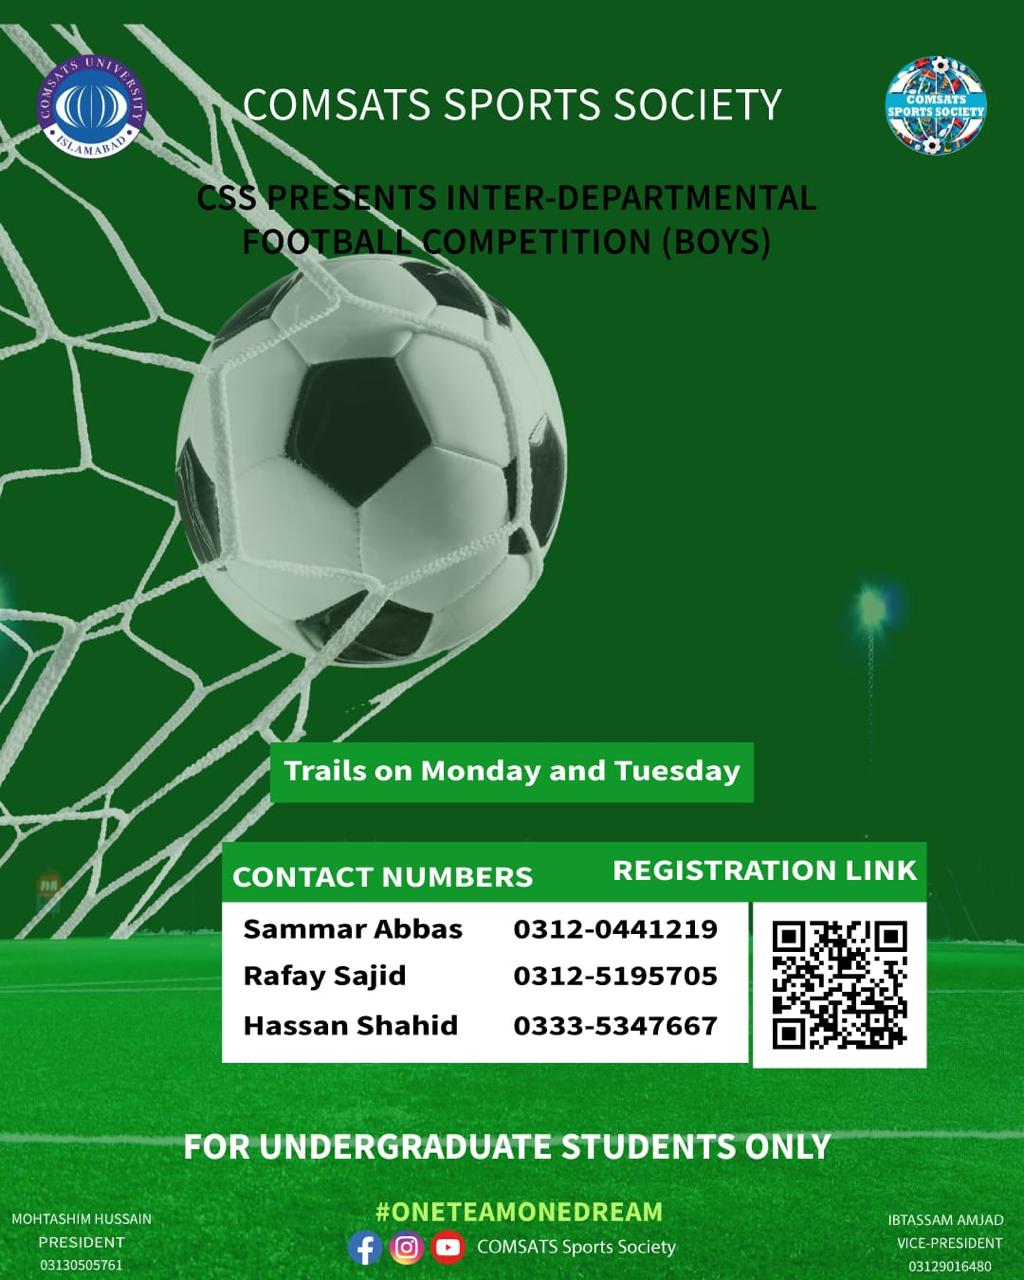 COMSATS UNIVERSITY
ISLAMABAD
COMSATS SPORTS SOCIETY
COMSATS
SPORTS SOCIETY
CSS PRESENTS INTER-DEPARTMENTAL
FOOTBALL COMPETITION (BOYS)
Trails on Monday and Tuesday
CONTACT NUMBERS
REGISTRATION LINK
Sammar Abbas 0312-0441219
Rafay Sajid 0312-5195705
Hassan Shahid 0333-5347667
FOR UNDERGRADUATE STUDENTS ONLY
#ONETEAMONEDREAM
COMSATS Sports Society
MOHTASHIM HUSSAIN
PRESIDENT
03130505761
IBTASSAM AMJAD
VICE-PRESIDENT
03129016480